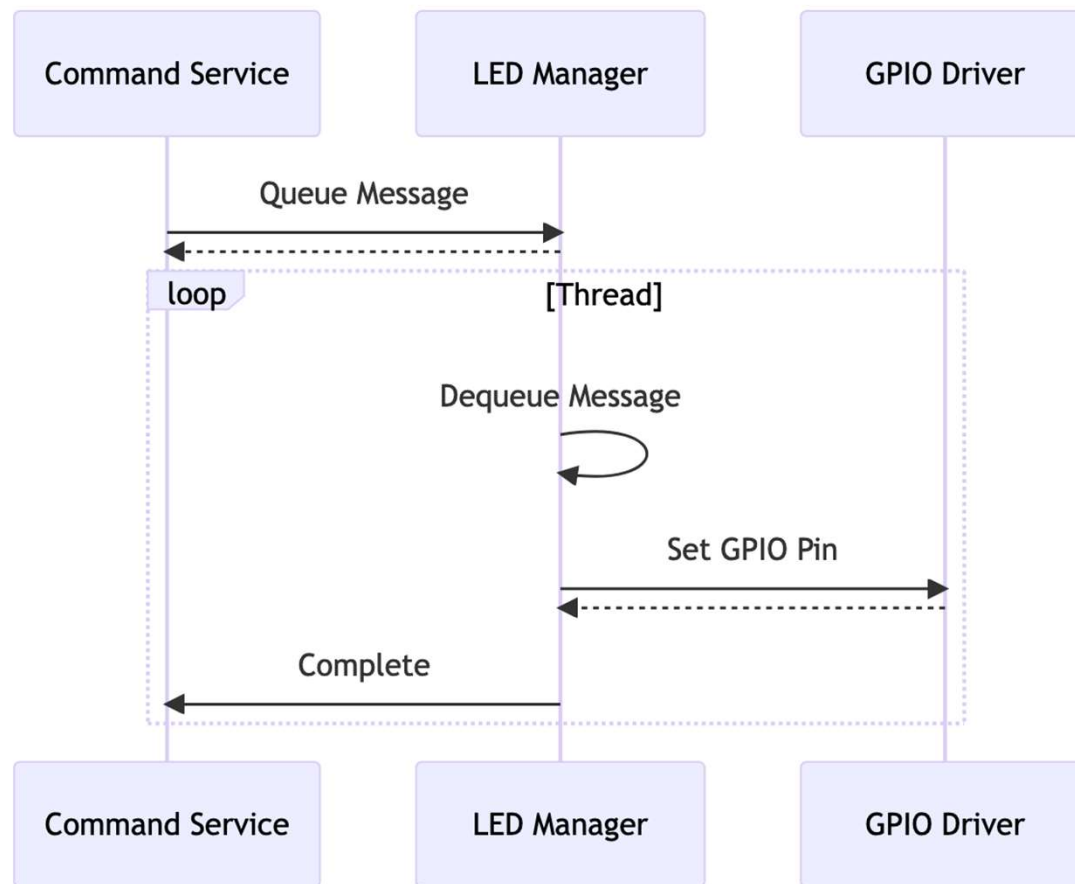 Command Service
LED Manager
GPIO Driver
Queue Message
loop
[Thread]
Dequeue Message
Set GPIO Pin
Complete
Command Service
LED Manager
GPIO Driver